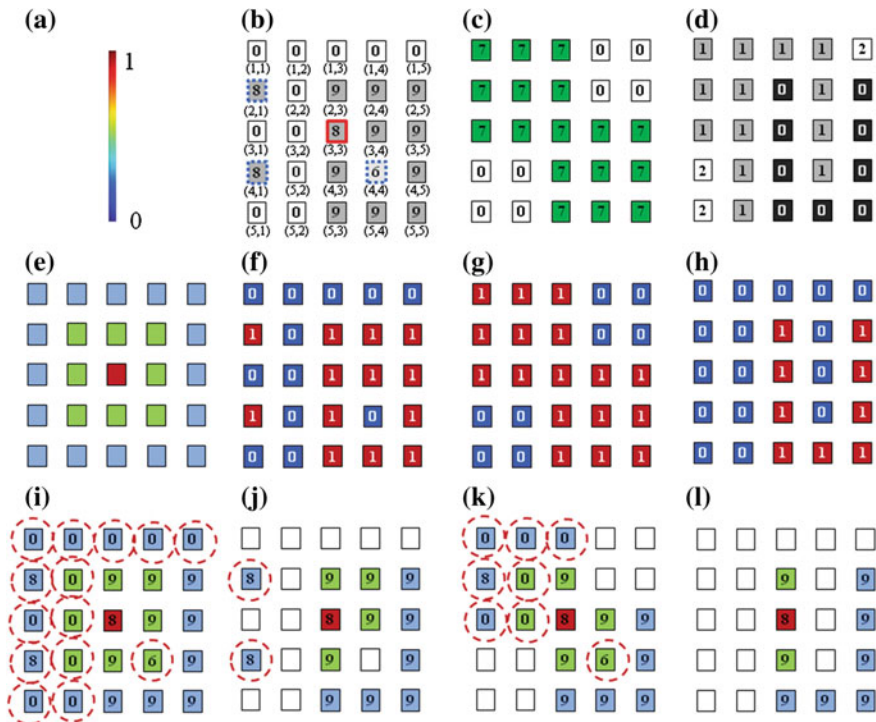 (a)
1
0
(b)
0 0 0 0 0
(1,1) (1,2) (1,3) (1,4) (1,5)
8 0 9 9 9
(2,1) (2,2) (2,3) (2,4) (2,5)
0 0 8 9 9
(3,1) (3,2) (3,3) (3,4) (3,5)
8 0 9 6 9
(4,1) (5,2) (4,3) (4,4) (4,5)
0 0 9 9 9
(5,1) (5,2) (5,3) (5,4) (5,5)
(c)
7 7 7 0 0
7 7 7 0 0
7 7 7 7 7
0 0 7 7 7
0 0 7 7 7
(d)
1 1 1 1 2
1 1 0 1 0
1 1 0 1 0
2 1 0 1 0
2 1 0 0 0
(e)
(f)
0 0 0 0 0
1 0 1 1 1
0 0 1 1 1
1 0 1 0 1
0 0 1 1 1
(g)
1 1 1 0 0
1 1 1 0 0
1 1 1 1 1
0 0 1 1 1
0 0 1 1 1
(h)
0 0 0 0 0
0 0 1 0 1
0 0 1 0 1
0 0 1 0 1
0 0 1 1 1
(i)
0 0 0 0 0
8 0 9 9 9
0 0 8 9 9
8 0 9 6 9
0 0 9 9 9
(j)
8 9 9 9
8 9 9
8 9 9
9 9 9
(k)
0 0 0
8 0 9
0 0 8 9 9
9 6 9
9 9 9
(l)
9 9
8 9
9 9
9 9 9